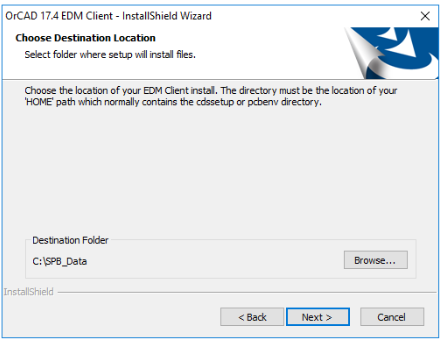 OrCAD 17.4 EDM Client - InstallShield Wizard
Choose Destination Location
Select folder where setup will install files.
Choose the location of your EDM Client install. The directory must be the location of your
'HOME' path which normally contains the cdssetup or pcbenv directory.
Destination Folder
C:\SPB_Data
Browse...
InstallShield
< Back
Next >
Cancel